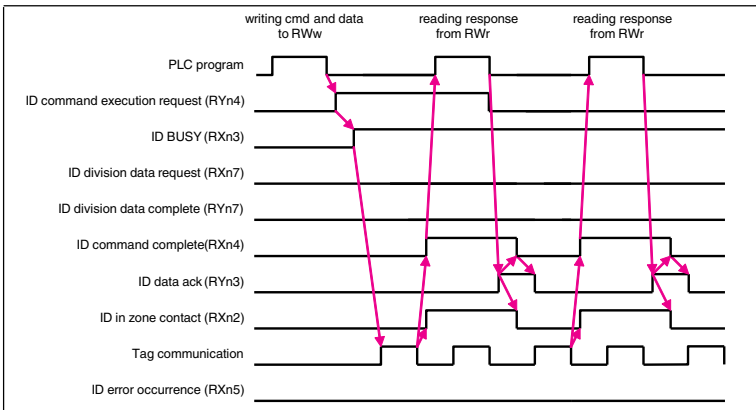 writing cmd and data
to RWw
reading response
from RWr
reading response
from RWr
PLC program
ID command execution request (RYn4)
ID BUSY (RXn3)
ID division data request (RXn7)
ID division data complete (RYn7)
ID command complete(RXn4)
ID data ack (RYn3)
ID in zone contact (RXn2)
Tag communication
ID error occurrence (RXn5)